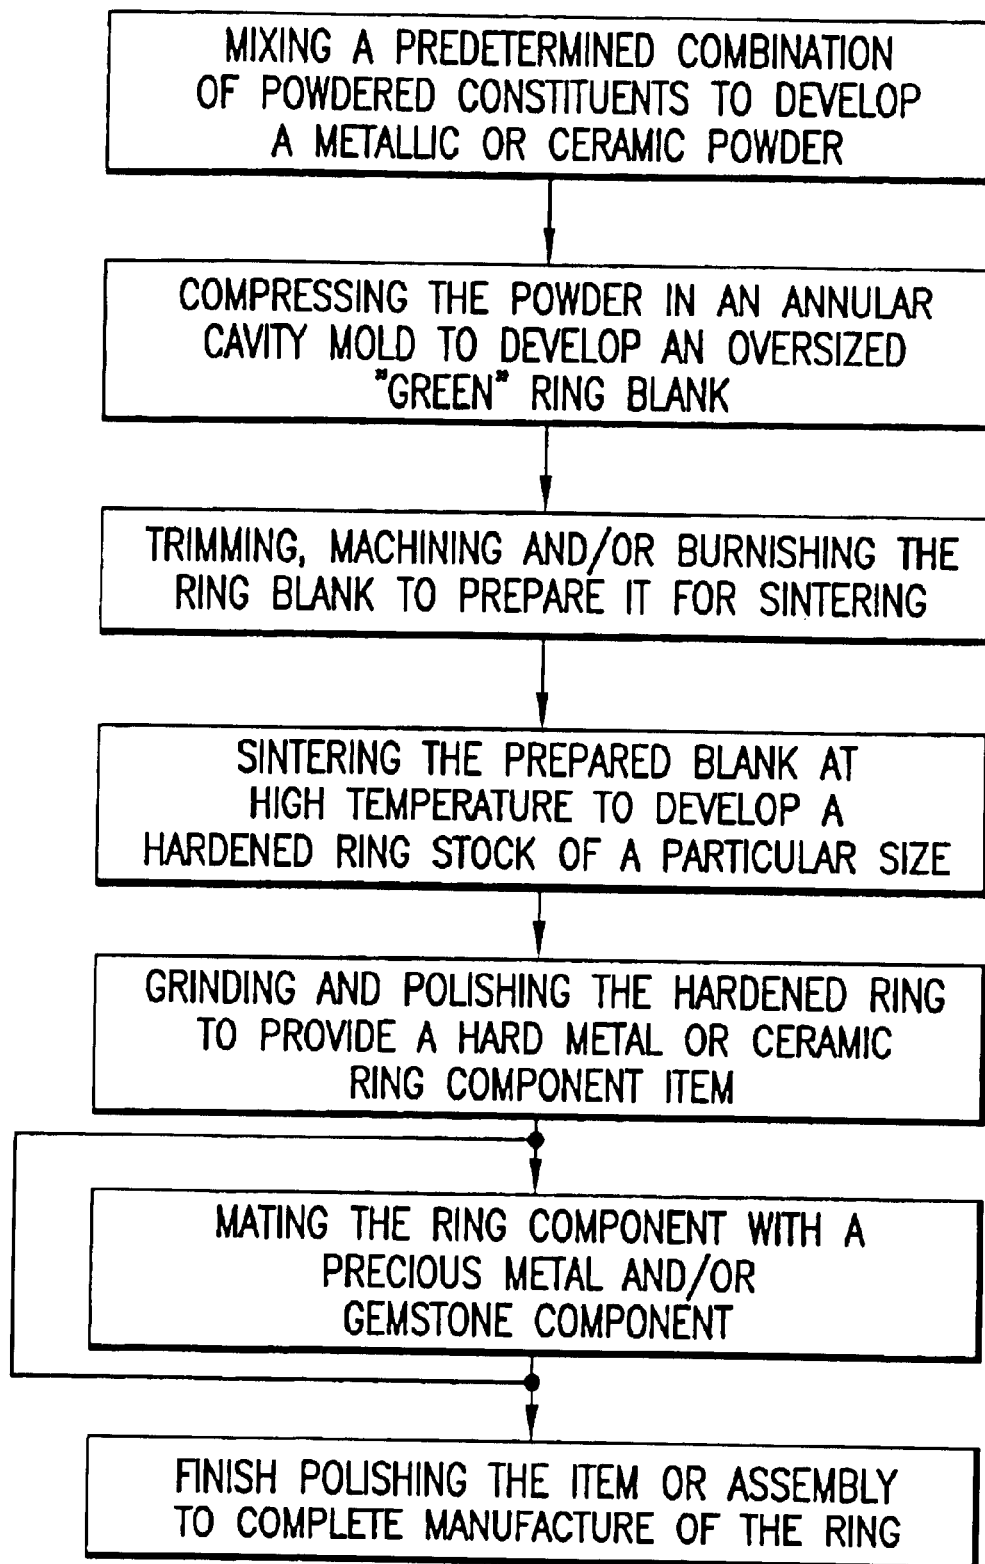 MIXING A PREDETERMINED COMBINATION
OF POWDERED CONSTITUENTS TO DEVELOP
A METALLIC OR CERAMIC POWDER
COMPRESSING THE POWDER IN AN ANNULAR
CAVITY MOLD TO DEVELOP AN OVERSIZED
"GREEN" RING BLANK
TRIMMING, MACHINING AND/OR BURNISHING THE
RING BLANK TO PREPARE IT FOR SINTERING
SINTERING THE PREPARED BLANK AT
HIGH TEMPERATURE TO DEVELOP A
HARDENED RING STOCK OF A PARTICULAR SIZE
GRINDING AND POLISHING THE HARDENED RING
TO PROVIDE A HARD METAL OR CERAMIC
RING COMPONENT ITEM
MATING THE RING COMPONENT WITH A
PRECIOUS METAL AND/OR
GEMSTONE COMPONENT
FINISH POLISHING THE ITEM OR ASSEMBLY
TO COMPLETE MANUFACTURE OF THE RING